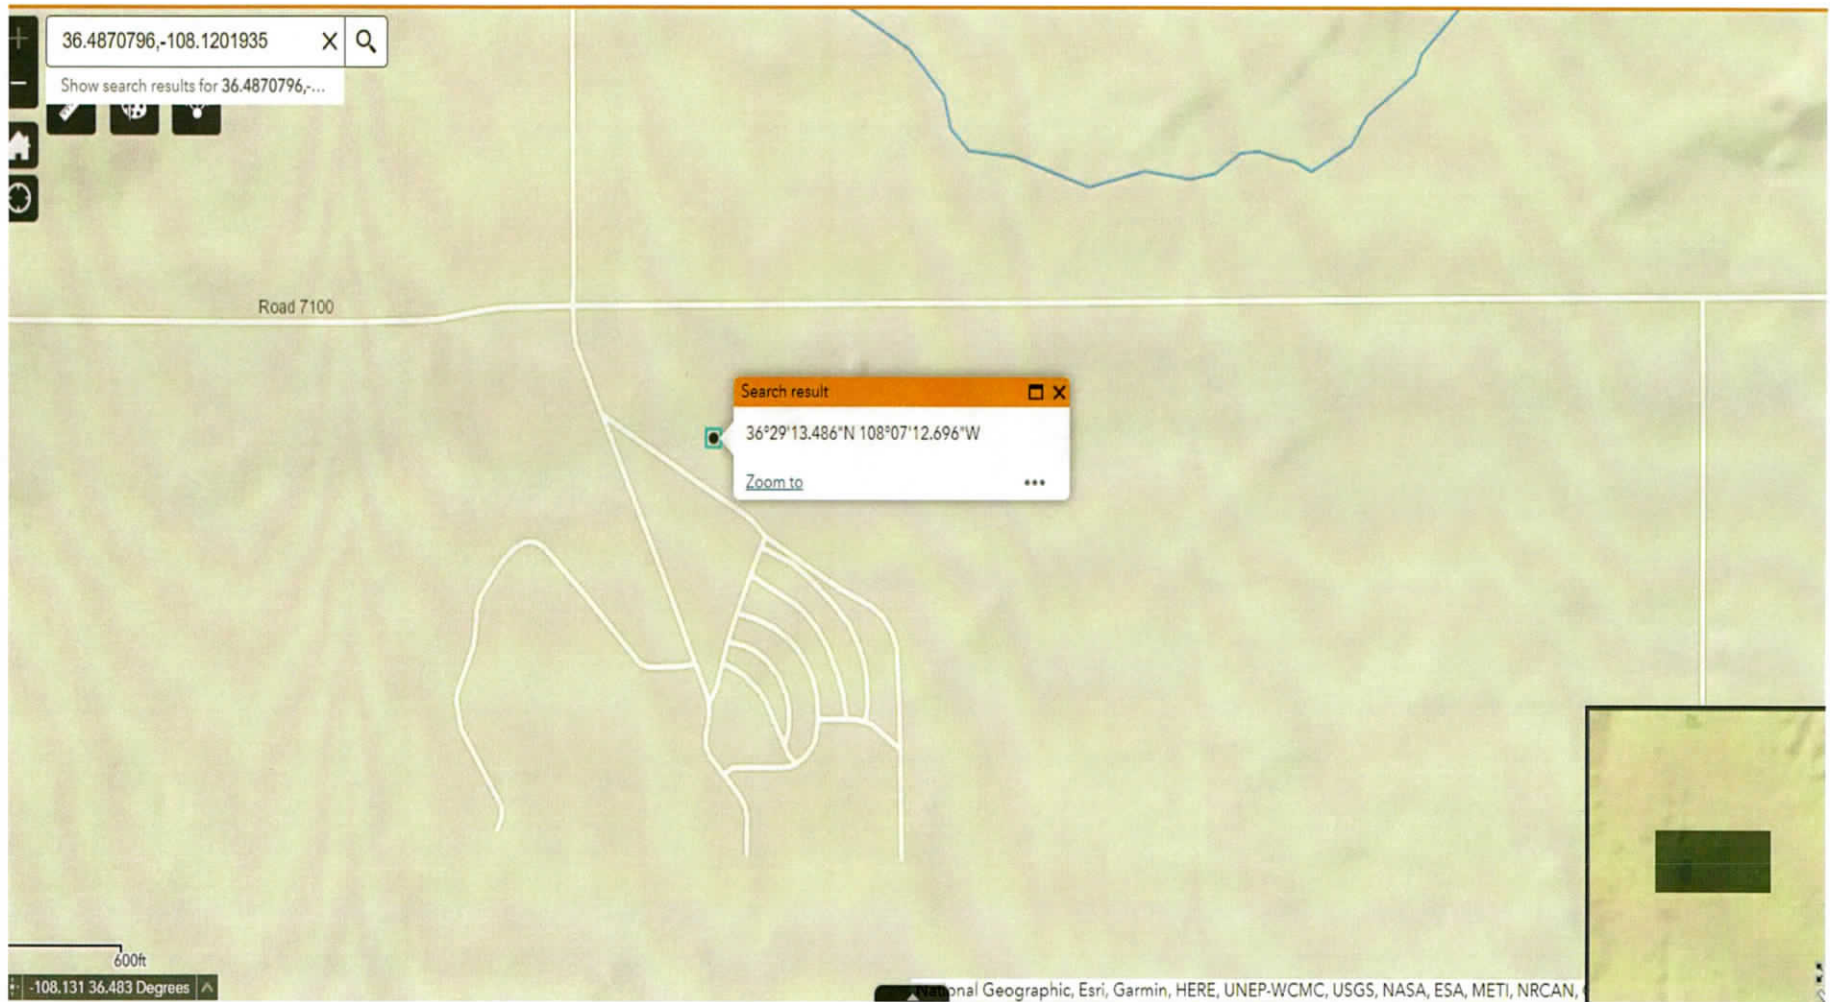 36.4870796,-108.1201935
Show search results for 36.4870796,-...
Road 7100
Search result
36°29'13.486"N 108°07'12.696"W
Zoom to
600ft
-108.131 36.483 Degrees
National Geographic, Esri, Garmin, HERE, UNEP-WCMC, USGS, NASA, ESA, METI, NRCAN,